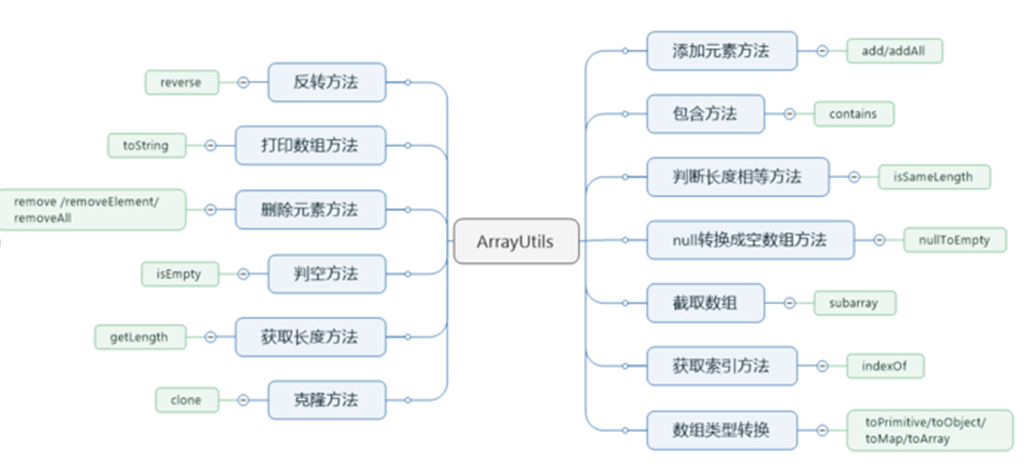 reverse
反转方法
toString
打印数组方法
remove /removeElement/
removeAll
删除元素方法
isEmpty
判空方法
getLength
获取长度方法
clone
克隆方法
ArrayUtils
添加元素方法
add/addAll
包含方法
contains
判断长度相等方法
isSameLength
null转换成空数组方法
nullToEmpty
截取数组
subarray
获取索引方法
indexOf
数组类型转换
toPrimitive/toObject/
toMap/toArray